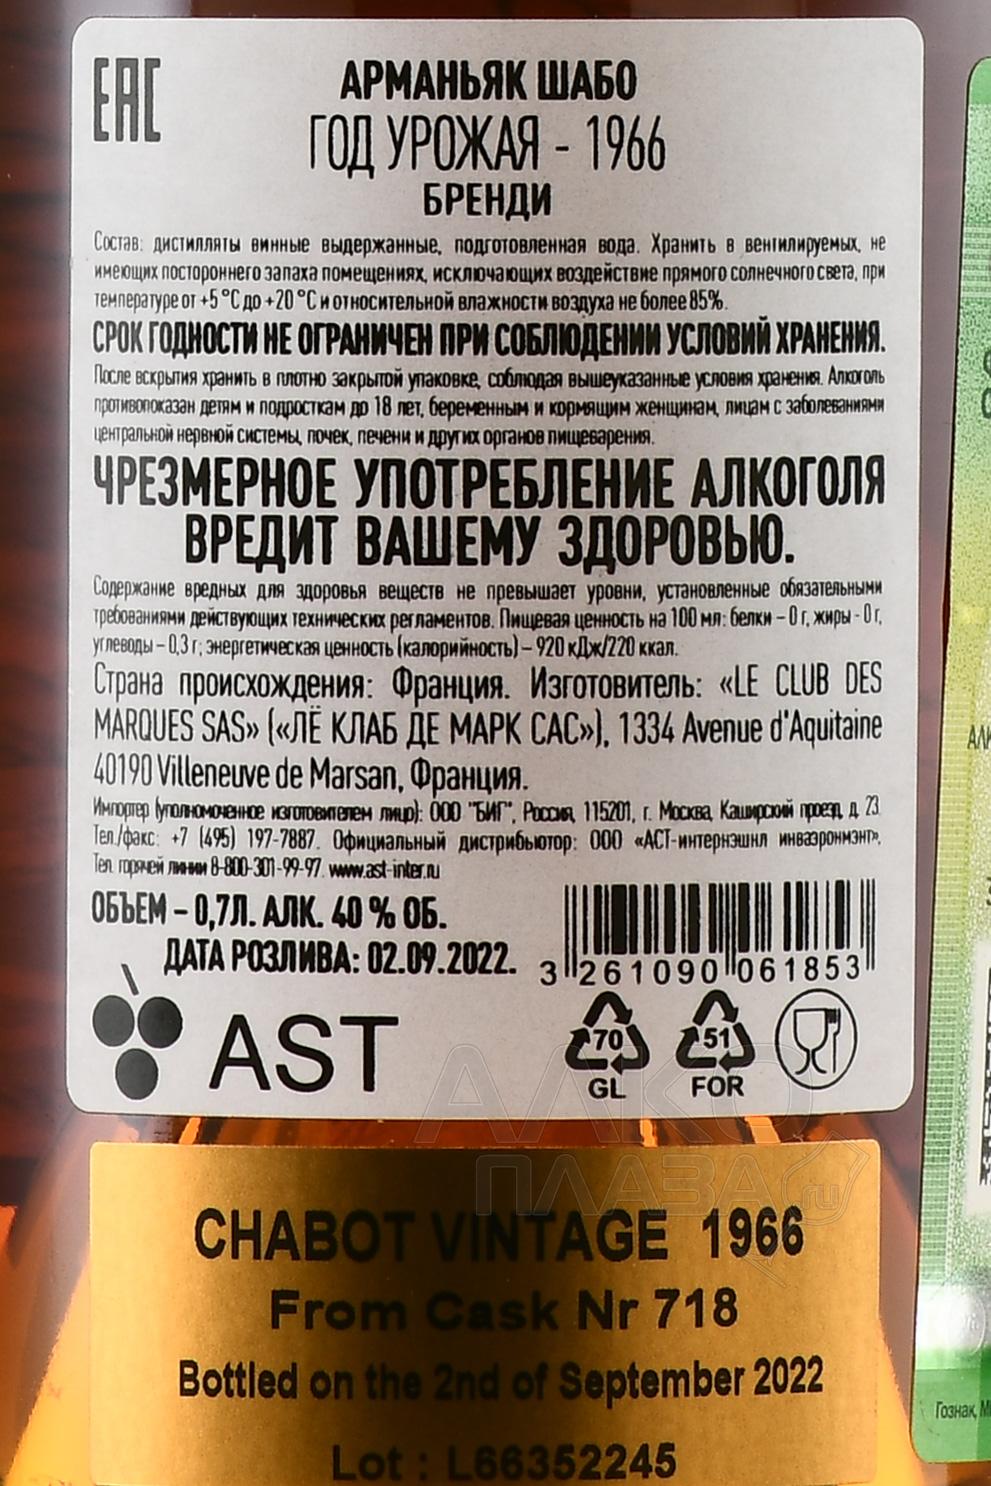 ЕАС
АРМАНЬЯК ШАБО
ГОД УРОЖАЯ - 1966
БРЕНДИ
Состав: дистилляты винные выдержанные, подготовленная вода. Хранить в вентилируемых, не
имеющих постороннего запаха помещениях, исключающих воздействие прямого солнечного света, при
температуре от +5 °С до +20 °С и относительной влажности воздуха не более 85%.
СРОК ГОДНОСТИ НЕ ОГРАНИЧЕН ПРИ СОБЛЮДЕНИИ УСЛОВИЙ ХРАНЕНИЯ.
После вскрытия хранить в плотно закрытой упаковке, соблюдая вышеуказанные условия хранения. Алкоголь
противопоказан детям и подросткам до 18 лет, беременным и кормящим женщинам, лицам с заболеваниями
центральной нервной системы, почек, печени и других органов пищеварения.
ЧРЕЗМЕРНОЕ УПОТРЕБЛЕНИЕ АЛКОГОЛЯ
ВРЕДИТ ВАШЕМУ ЗДОРОВЬЮ.
Содержание вредных для здоровья веществ не превышает уровни, установленные обязательными
требованиями действующих технических регламентов. Пищевая ценность на 100 мл: белки – 0 г, жиры - 0 г,
углеводы – 0,3 г; энергетическая ценность (калорийность) – 920 кДж/220 ккал.
Страна происхождения: Франция. Изготовитель: «LE CLUB DES
MARQUES SAS» («ЛЁ КЛАБ ДЕ МАРК САС»), 1334 Avenue d'Aquitaine
40190 Villeneuve de Marsan, Франция.
Импортер (уполномоченное изготовителем лицо): ООО "БИГ", Россия, 115201, г. Москва, Каширский проезд, д. 23.
Тел./факс: +7 (495) 197-7887. Официальный дистрибьютор: ООО «АСТ-интернэшнл инваэронмэнт».
Тел. горячей линии 8-800-301-99-97. www.ast-inter.ru
ОБЪЕМ – 0,7Л. АЛК. 40 % ОБ.
ДАТА РОЗЛИВА: 02.09.2022.
3 261090 061853
AST
70
GL
51
FOR
АЛКО
ПЛАЗА.ru
CHABOT VINTAGE 1966
From Cask Nr 718
Bottled on the 2nd of September 2022
Lot : L66352245
Гознак,